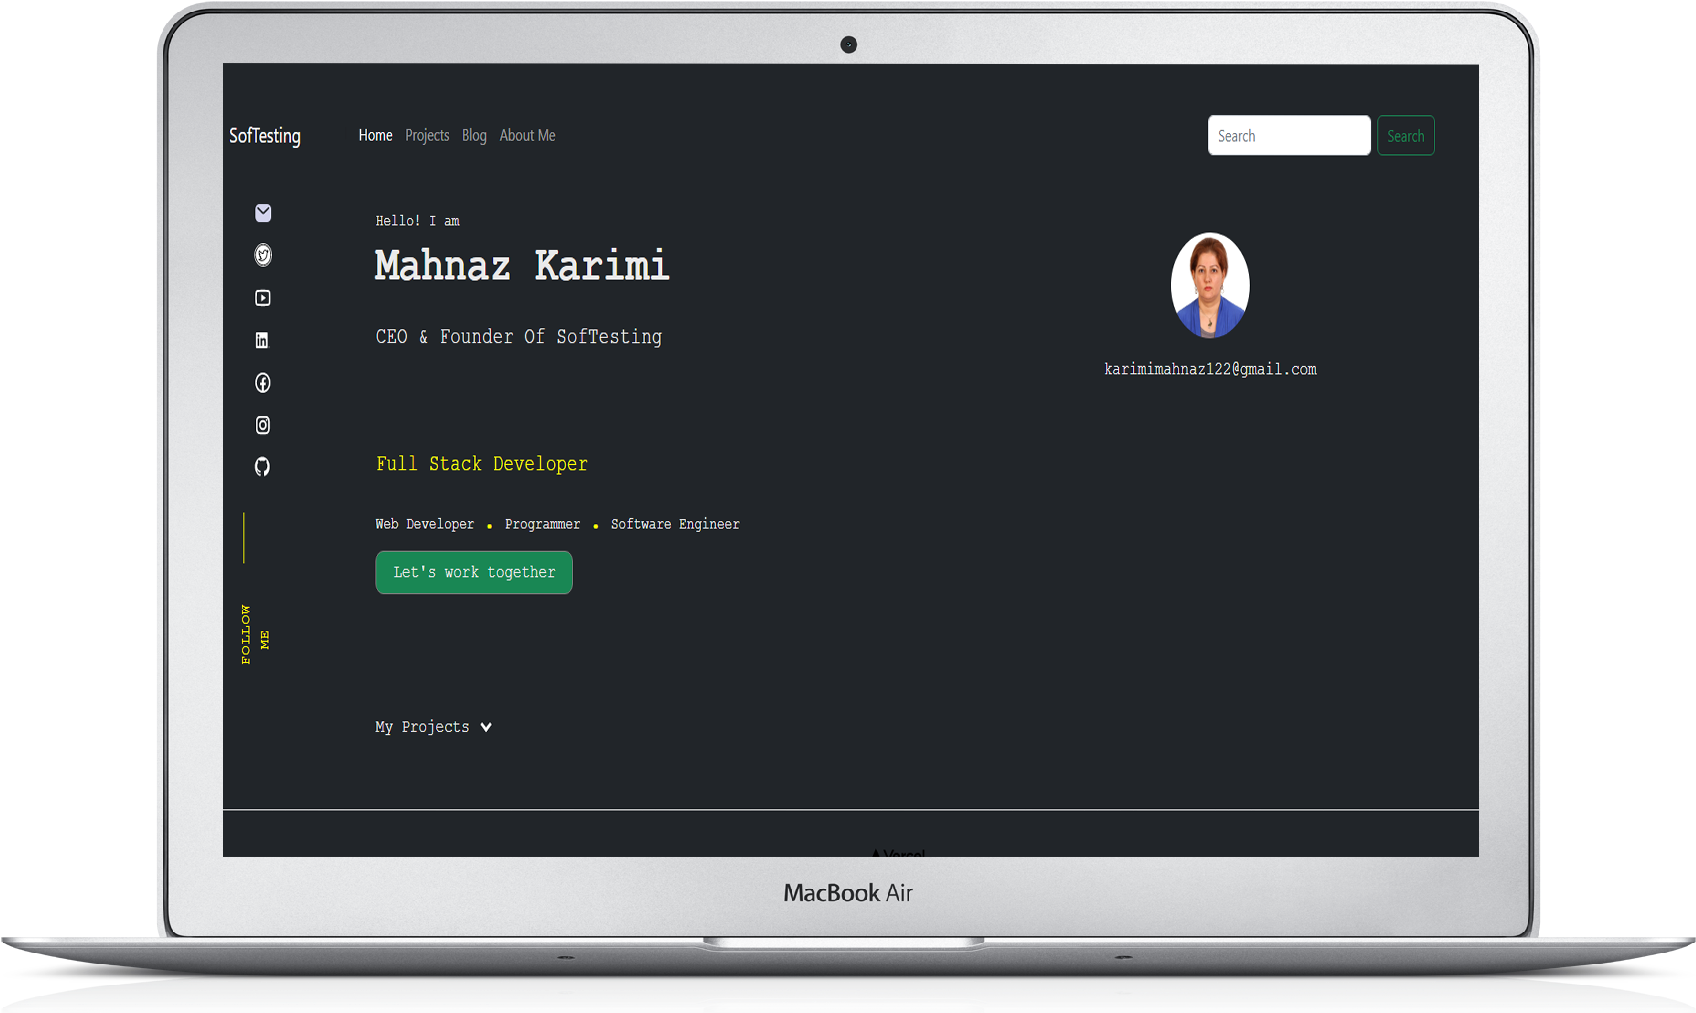 SofTesting
Home Projects Blog About Me
Search
Search
Hello! I am
Mahnaz Karimi
CEO & Founder Of SofTesting
karimimahnaz122@gmail.com
Full Stack Developer
Web Developer . Programmer . Software Engineer
Let's work together
FOLLOW
ME
My Projects
Vercel
MacBook Air